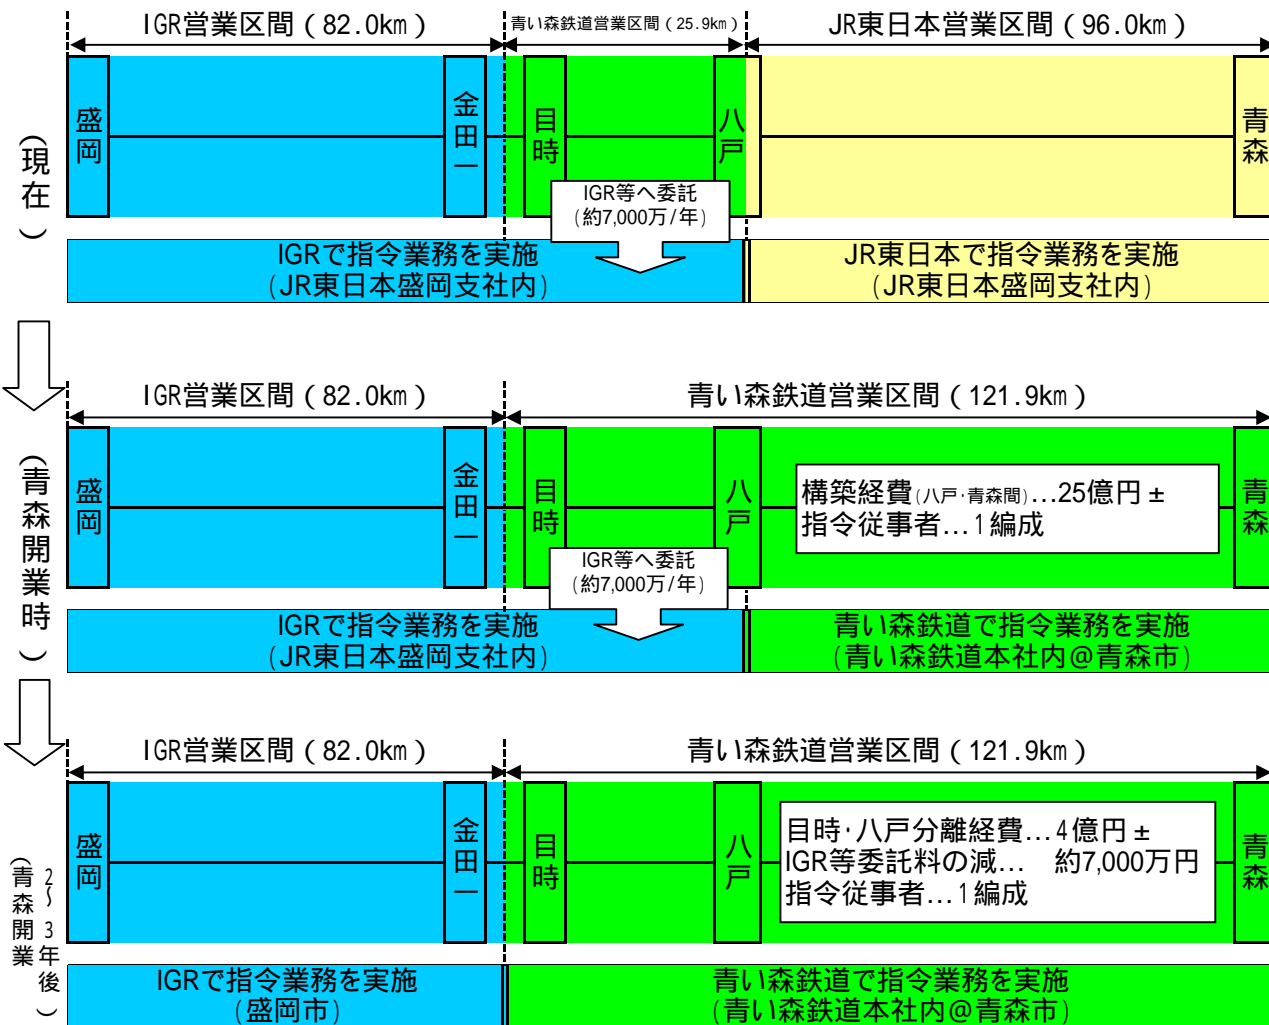 IGR営業区間（82.0km）
青い森鉄道営業区間（25.9km）
JR東日本営業区間（96.0km）
（現在）
盛岡
金田一
目時
八戸
青森
IGR等へ委託
（約7,000万/年）
IGRで指令業務を実施
（JR東日本盛岡支社内）
JR東日本で指令業務を実施
（JR東日本盛岡支社内）
IGR営業区間（82.0km）
青い森鉄道営業区間（121.9km）
（青森開業時）
盛岡
金田一
目時
八戸
青森
構築経費（八戸・青森間）…25億円±
指令従事者…1編成
IGR等へ委託
（約7,000万/年）
IGRで指令業務を実施
（JR東日本盛岡支社内）
青い森鉄道で指令業務を実施
（青い森鉄道本社内@青森市）
IGR営業区間（82.0km）
青い森鉄道営業区間（121.9km）
（青森開業
2～3年後）
盛岡
金田一
目時
八戸
青森
目時・八戸分離経費…4億円±
IGR等委託料の減… 約7,000万円
指令従事者…1編成
IGRで指令業務を実施
（盛岡市）
青い森鉄道で指令業務を実施
（青い森鉄道本社内@青森市）